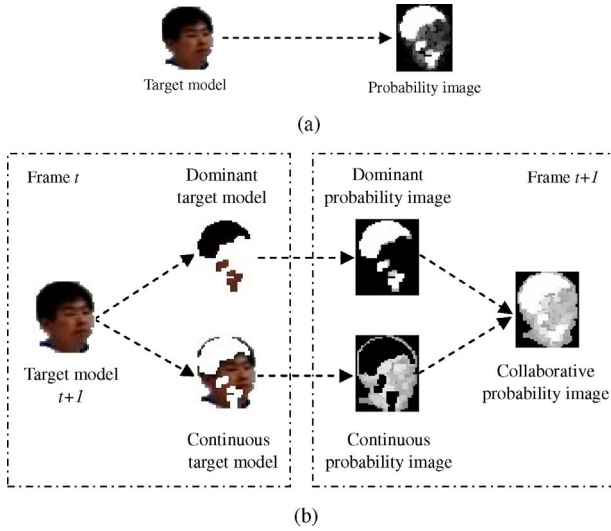 Target model
Probability image
(a)
Frame t
Dominant
target model
Dominant
probability image
Frame t+1
Target model
t+1
Collaborative
probability image
Continuous
target model
Continuous
probability image
(b)